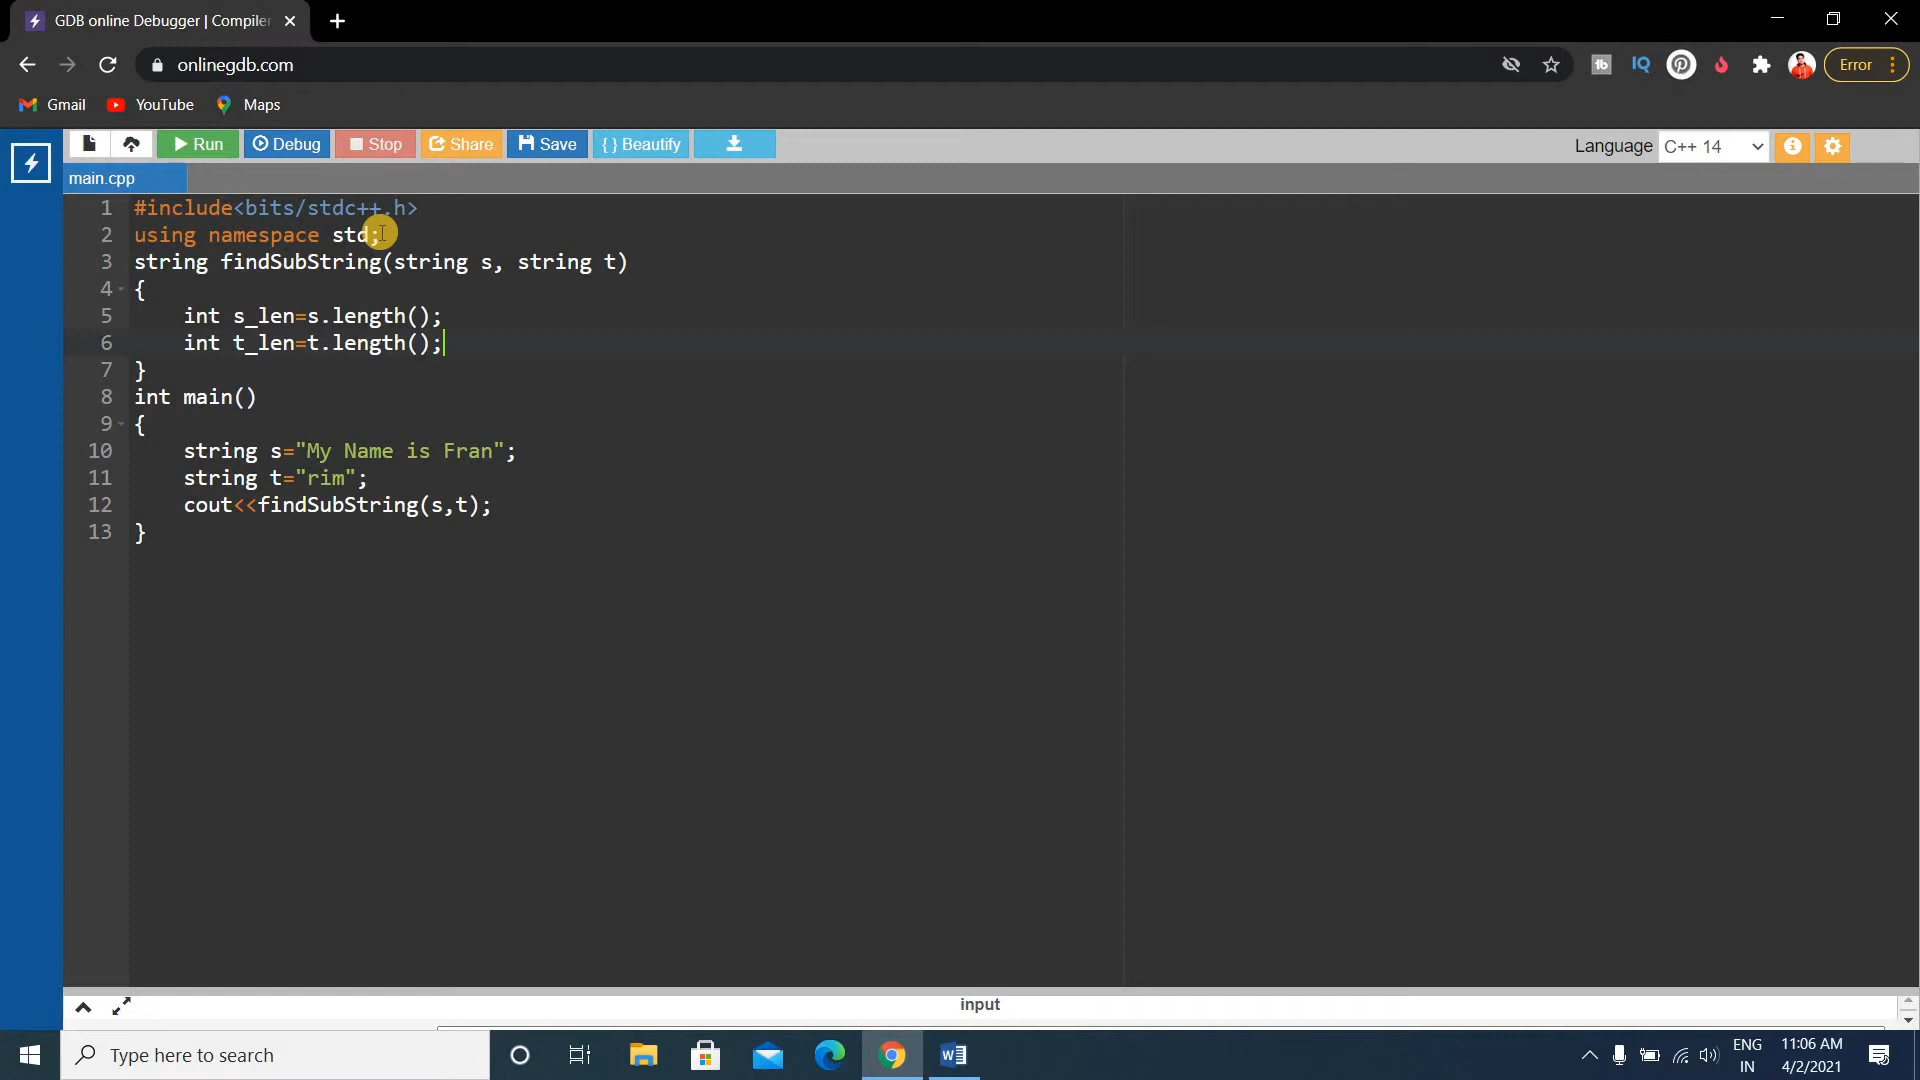 GDB online Debugger | Compiler
onlinegdb.com
Error
Gmail YouTube Maps
Run Debug Stop Share Save { } Beautify Language C++ 14
main.cpp
1 #include<bits/stdc++.h>
2 using namespace std;
3 string findSubString(string s, string t)
4 {
5 int s_len=s.length();
6 int t_len=t.length();
7 }
8 int main()
9 {
10 string s="My Name is Fran";
11 string t="rim";
12 cout<<findSubString(s,t);
13 }
input
Type here to search
ENG 11:06 AM
IN 4/2/2021